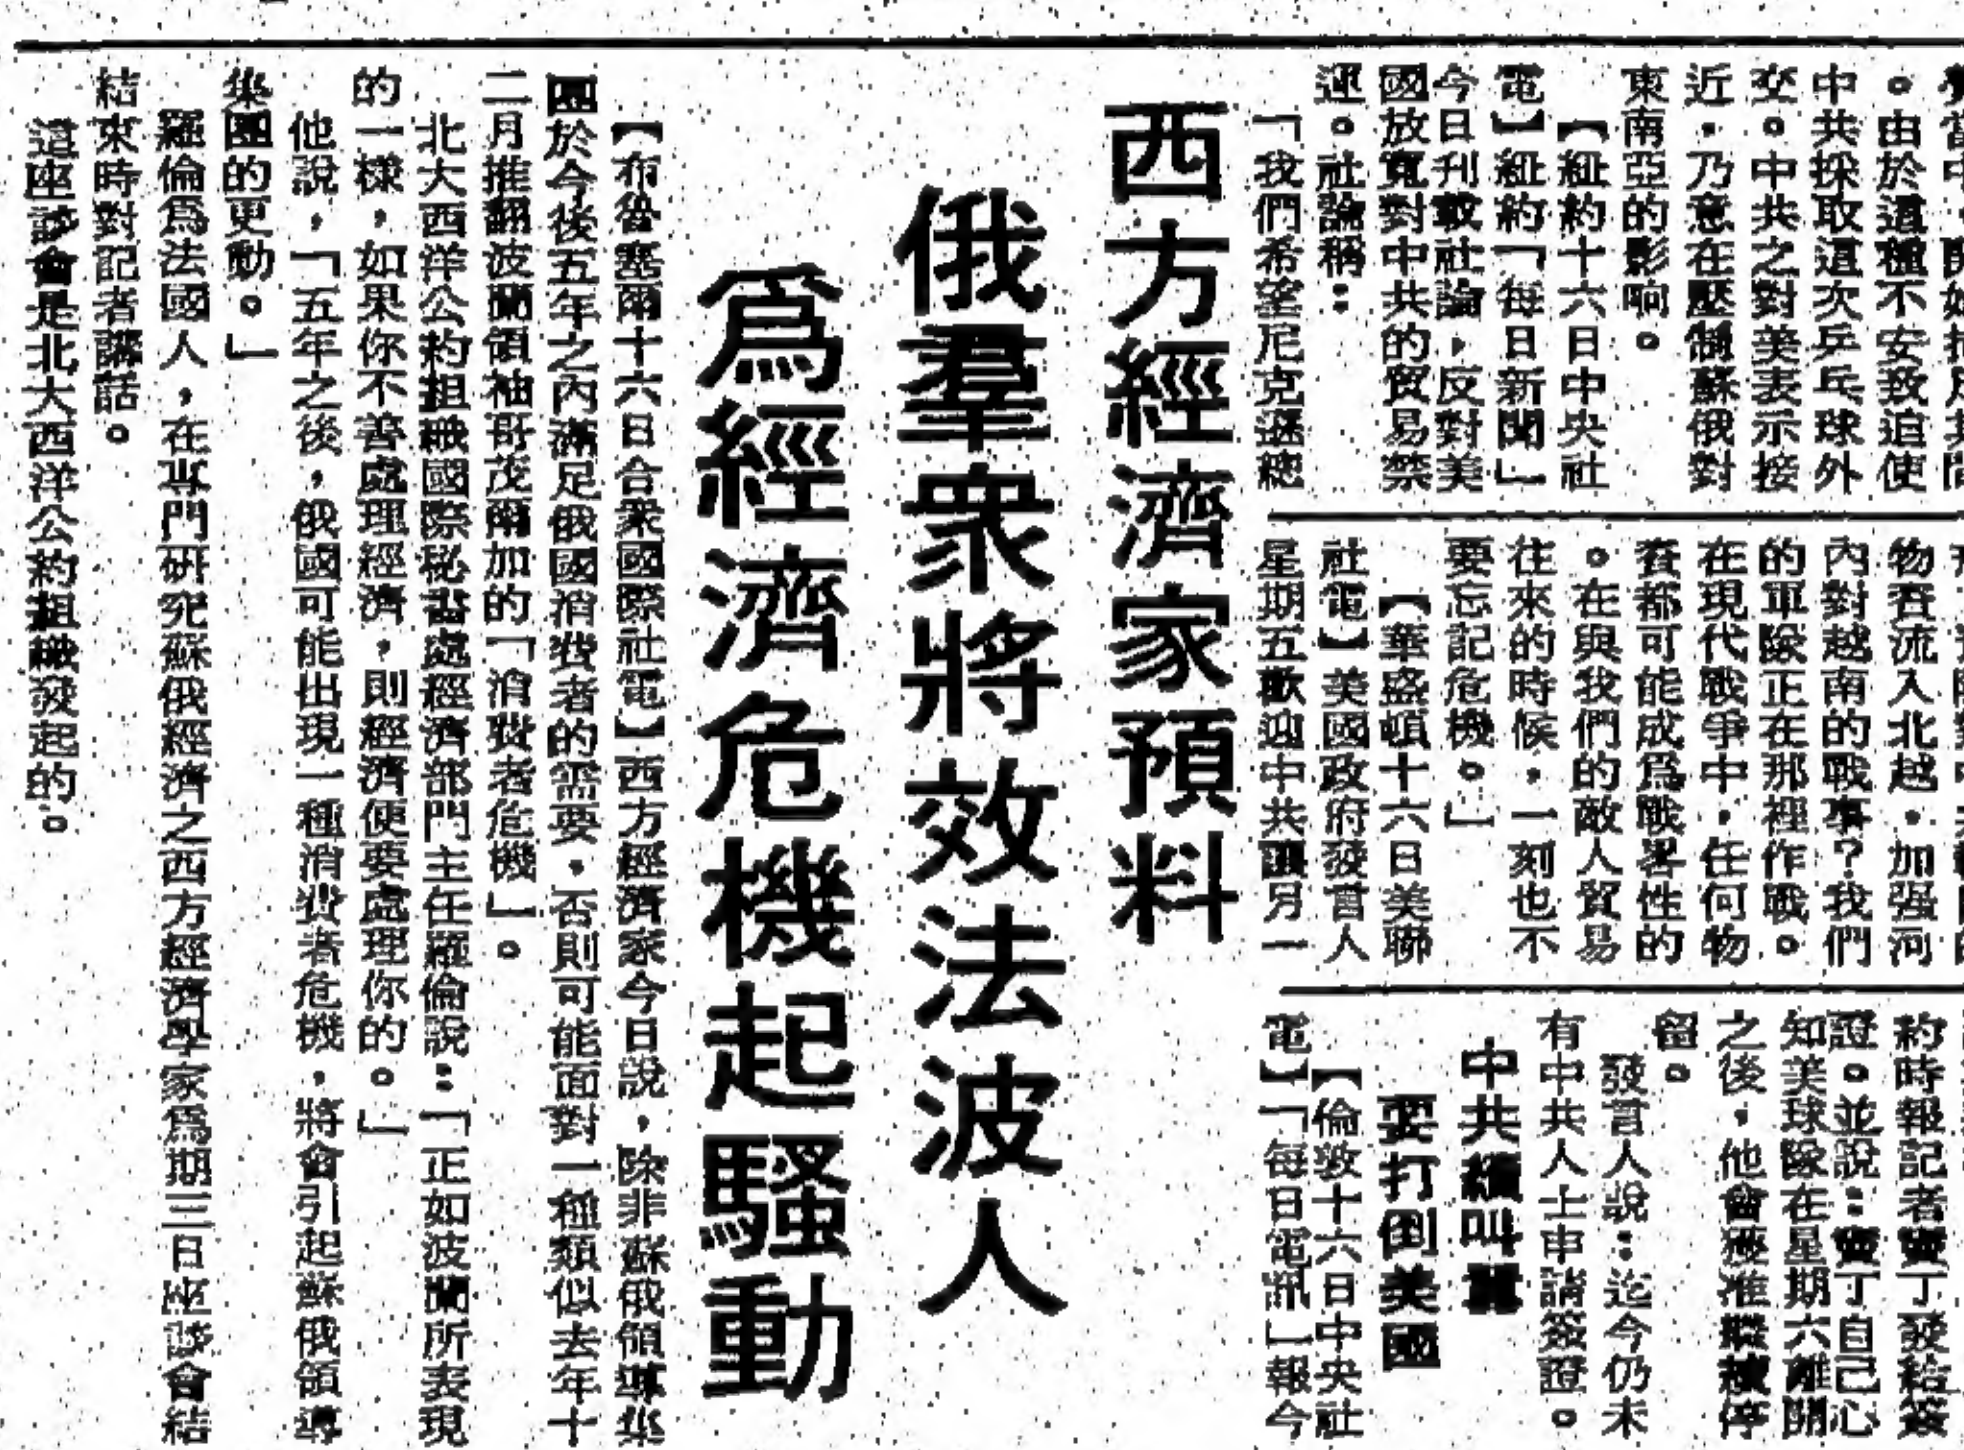 。由於這種不安致迫使
中共採取這次乒乓球外
交。中共之對美表示接
近，乃意在壓制蘇俄對
東南亞的影响。
【紐約十六日中央社
電】紐約「每日新聞」
今日刊載社論，反對美
國放寬對中共的貿易禁
運。社論稱：
「我們希望尼克遜總
物資流入北越，加强河
內對越南的戰事？我們
的軍隊正在那裡作戰。
在現代戰爭中，任何物
資都可能成爲戰畧性的
。在與我們的敵人貿易
往來的時候，一刻也不
要忘記危機。」
【華盛頓十六日美聯
社電】美國政府發言人
星期五歡迎中共讓另一
約時報記者竇丁發給簽
證。並說：竇丁自己心
知美球隊在星期六離開
之後，他會獲准繼續停
留。
發言人說：迄今仍未
有中共人士申請簽證。
中共續叫囂
要打倒美國
【倫敦十六日中央社
電】「每日電訊」報今
西方經濟家預料
俄羣衆將效法波人
爲經濟危機起騷動
【布魯塞爾十六日合衆國際社電】西方經濟家今日說，除非蘇俄領導集
團於今後五年之內滿足俄國消費者的需要，否則可能面對一種類似去年十
二月推翻波蘭領袖哥茂爾加的「消費者危機」。
北大西洋公約組織國際秘書處經濟部門主任羅倫說：「正如波蘭所表現
的一樣，如果你不善處理經濟，則經濟便要處理你的。」
他說，「五年之後，俄國可能出現一種消費者危機，將會引起蘇俄領導
集團的更動。」
羅倫爲法國人，在專門研究蘇俄經濟之西方經濟學家爲期三日座談會結
結束時對記者講話。
這座談會是北大西洋公約組織發起的。